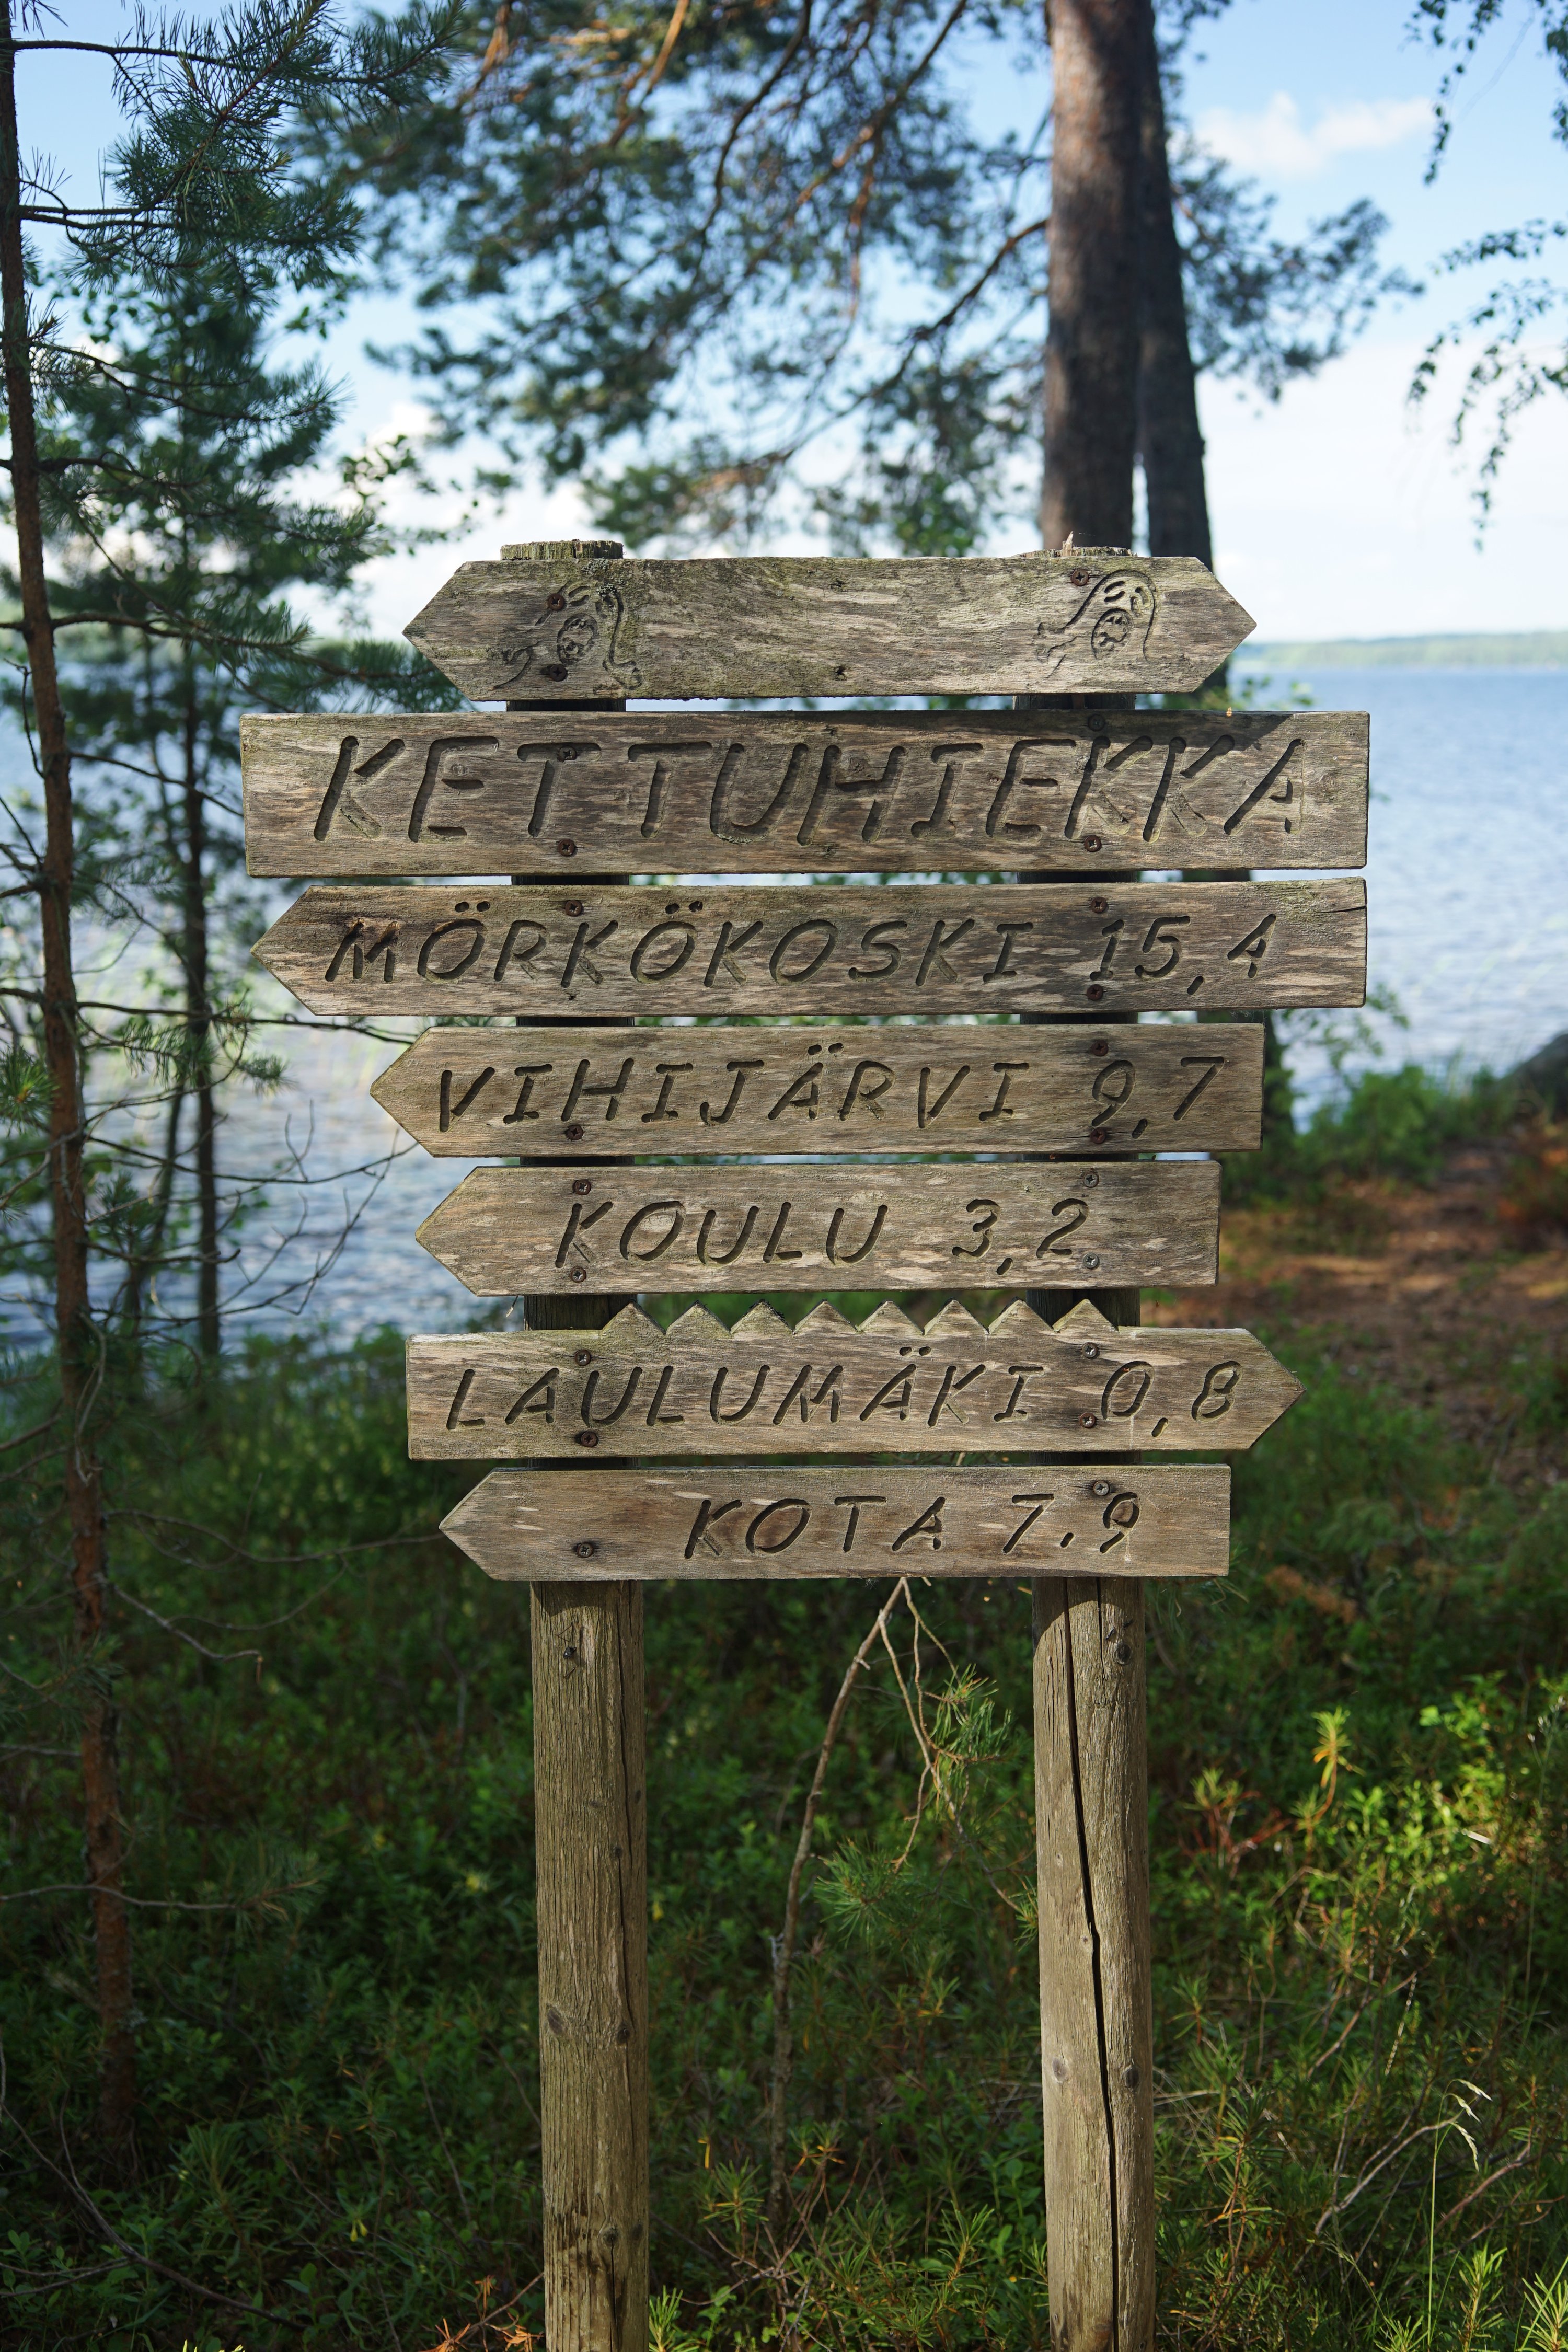 KETTUHIEKKA
MÖRKÖKOSKI 15,4
VIHIJÄRVI 9,7
KOULU 3,2
LAULUMÄKI 0,8
KOTA 7.9